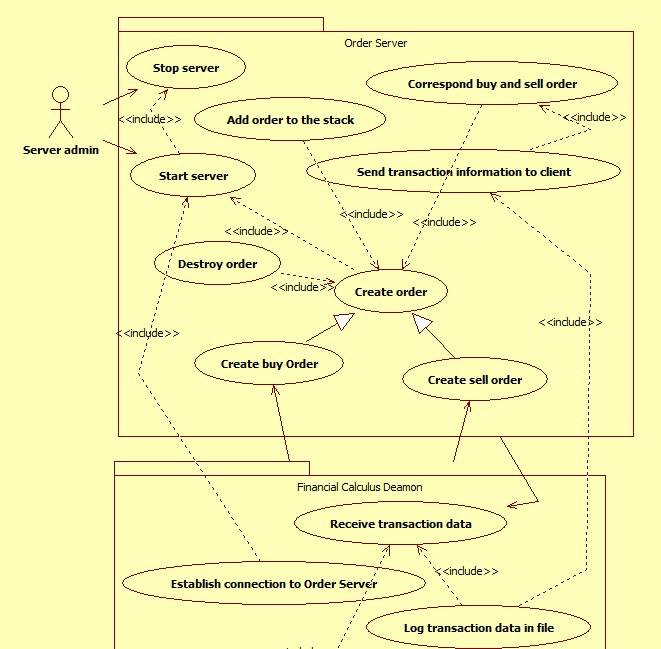 Order Server
Stop server
Correspond buy and sell order
<<include>>
<<include>>
Add order to the stack
Server admin
Start server
Send transaction information to client
<<include>>
<<include>>
<<include>>
Destroy order
<<include>>
Create order
<<include>>
<<include>>
Create buy Order
Create sell order
Financial Calculus Deamon
Receive transaction data
<<include>>
Establish connection to Order Server
Log transaction data in file